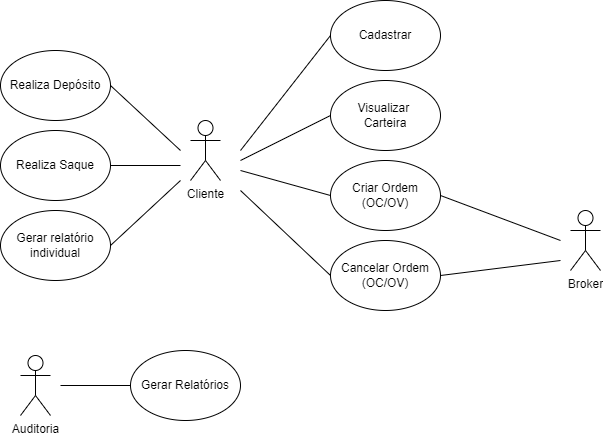 Cadastrar
Realiza Depósito
Visualizar
Carteira
Realiza Saque
Cliente
Criar Ordem
(OC/OV)
Gerar relatório
individual
Cancelar Ordem
(OC/OV)
Broker
Gerar Relatórios
Auditoria